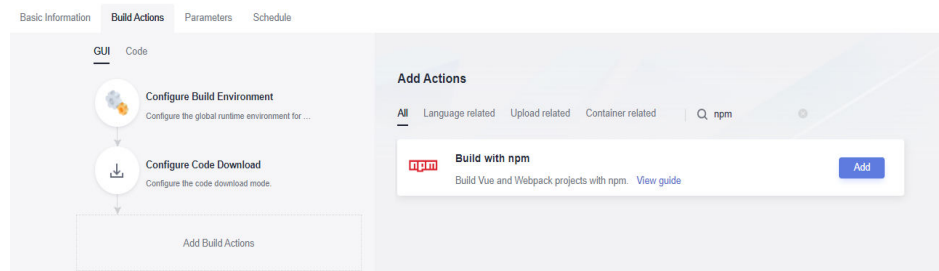 Basic Information Build Actions Parameters Schedule
GUI Code
Configure Build Environment
Configure the global runtime environment for ...
Configure Code Download
Configure the code download mode.
Add Build Actions
Add Actions
All Language related Upload related Container related npm
npm
Build with npm
Build Vue and Webpack projects with npm. View guide
Add